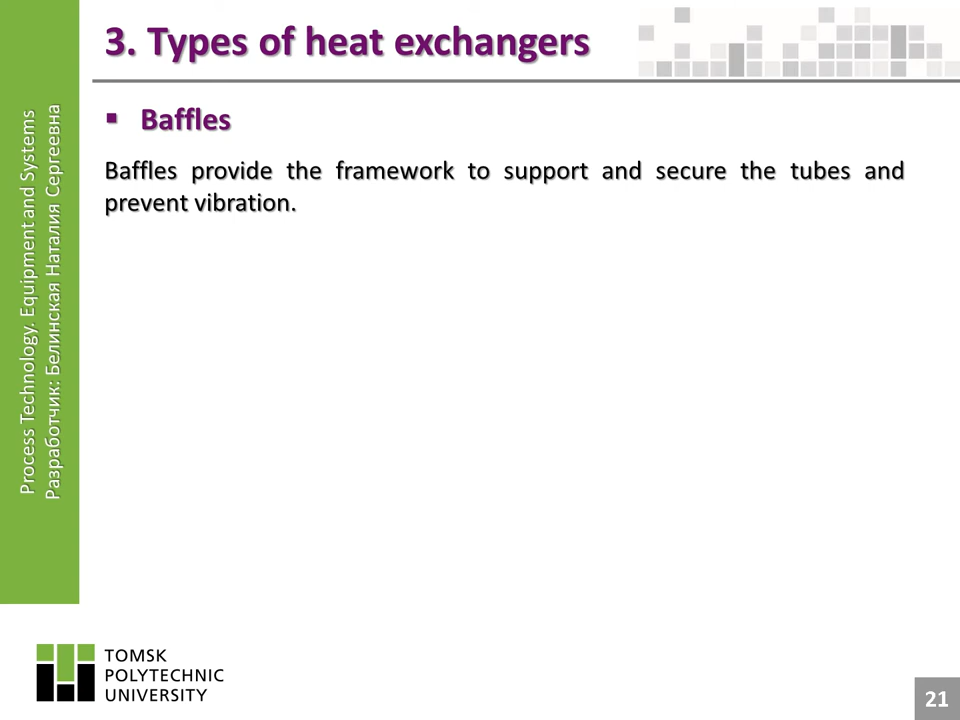 3. Types of heat exchangers
▪ Baffles
Baffles provide the framework to support and secure the tubes and
prevent vibration.
Process Technology. Equipment and Systems
Разработчик: Белинская Наталия Сергеевна
TOMSK
POLYTECHNIC
UNIVERSITY
21